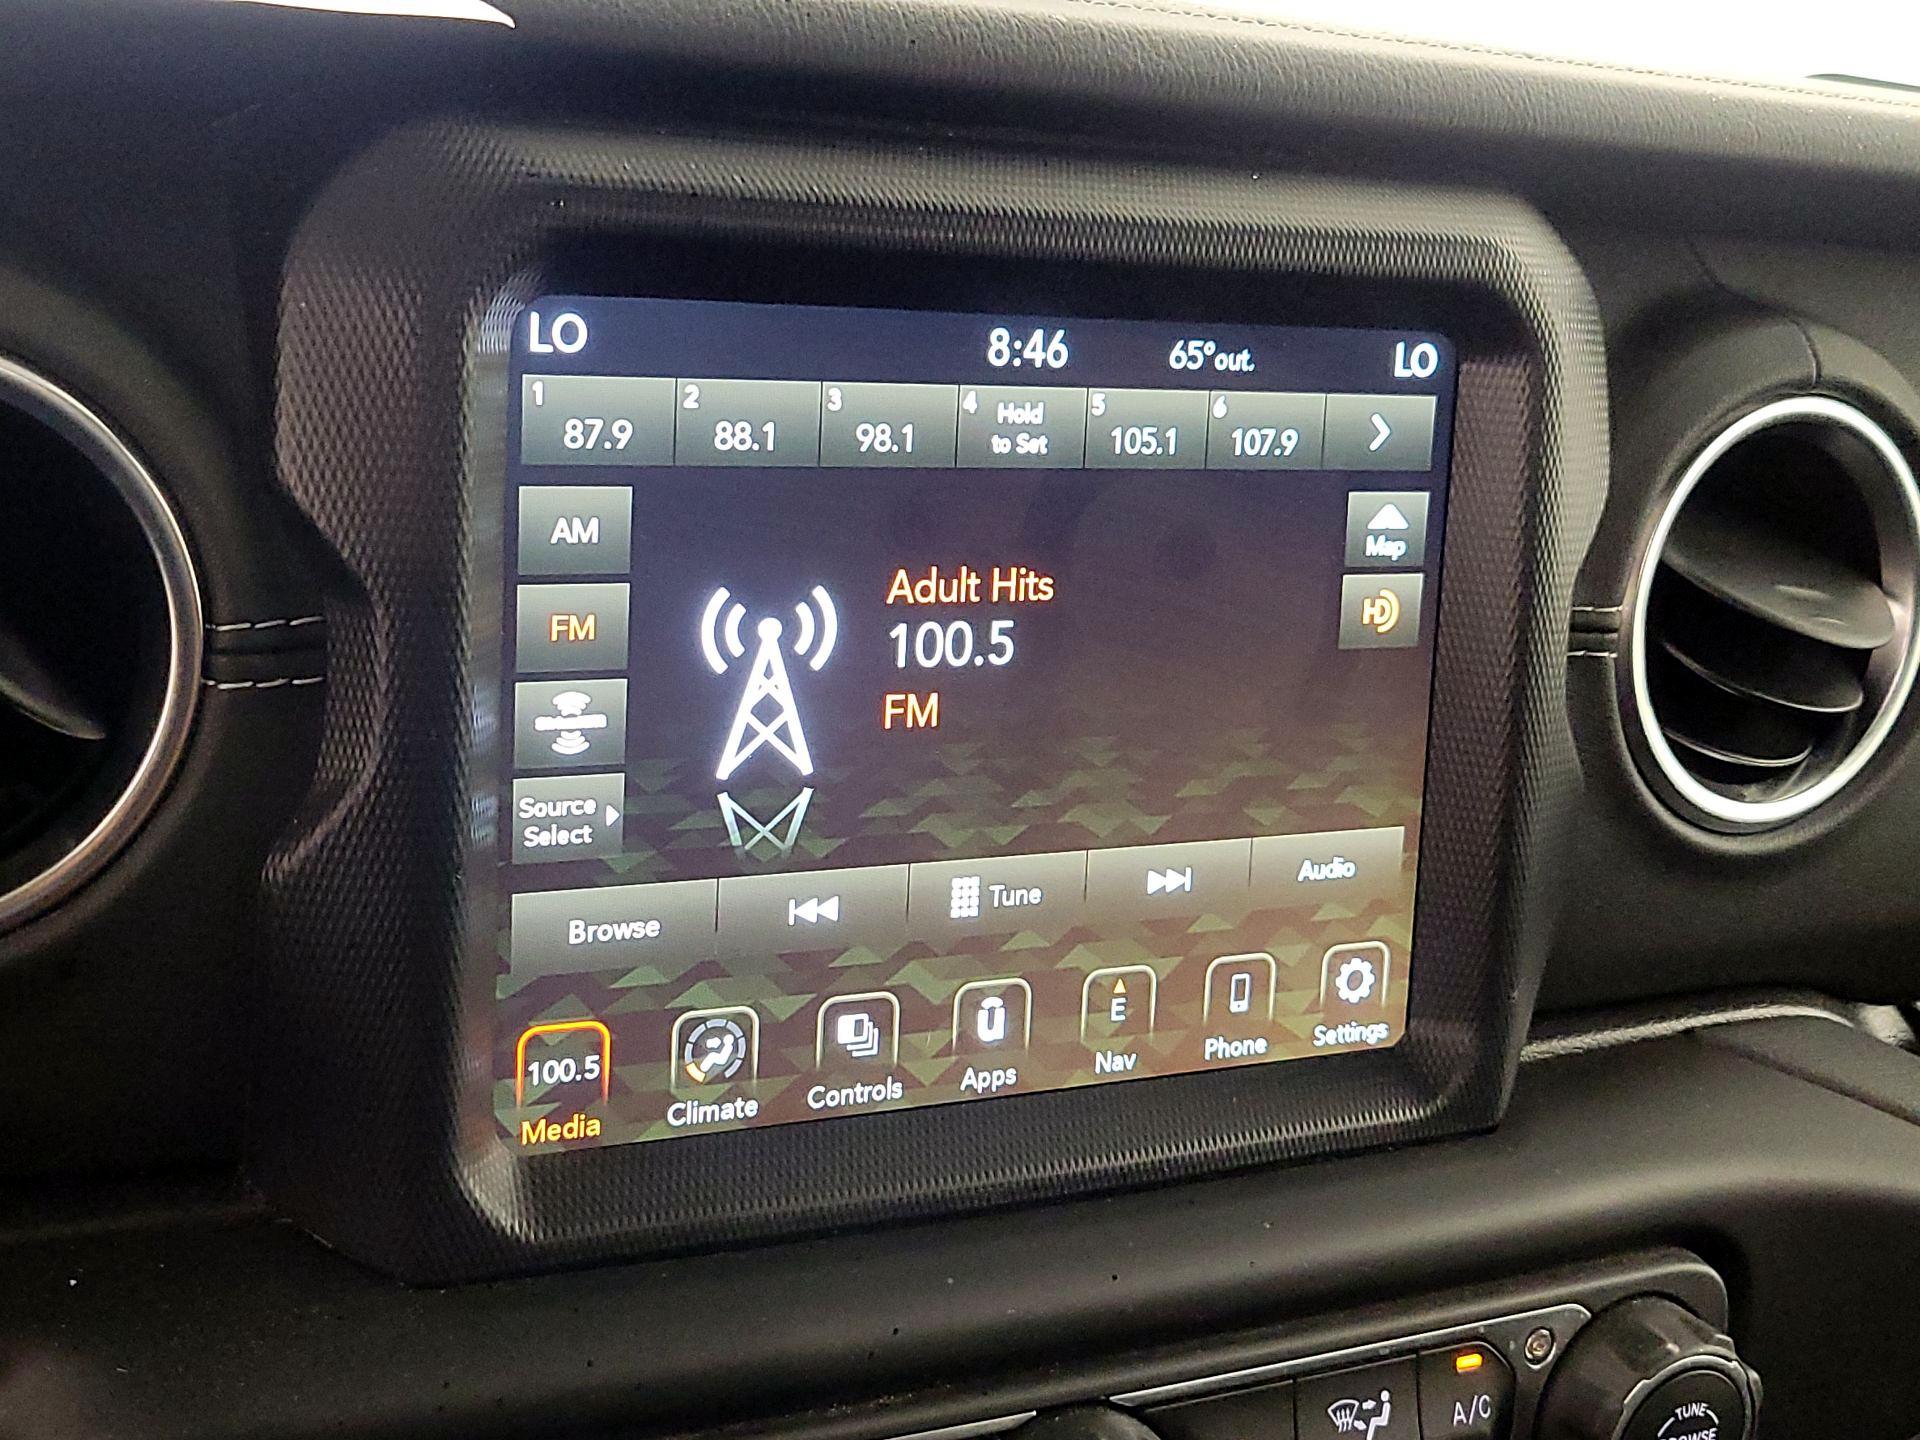 LO 8:46 65°out. LO
1 2 3 4 Hold 5 6
87.9 88.1 98.1 to Set 105.1 107.9
AM
Map
Adult Hits
HD
FM 100.5
FM
Source
Select
Browse Tune Audio
100.5 E
Media Climate Controls Apps Nav Phone Settings
A/C
TUNE
BROWSE